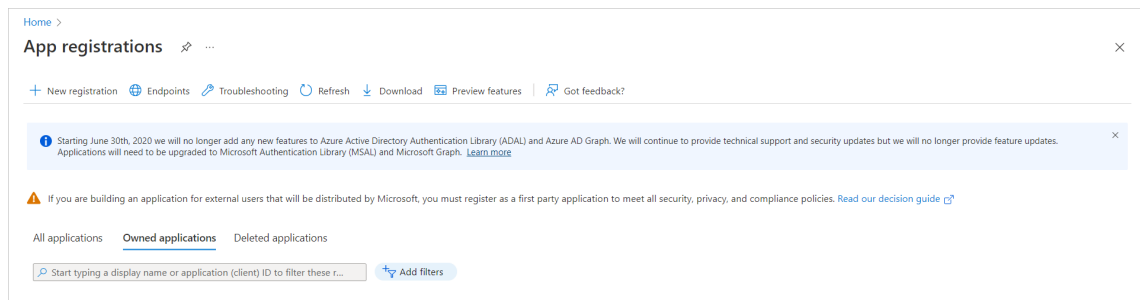 Home >
App registrations ...
+ New registration Endpoints Troubleshooting Refresh Download Preview features Got feedback?
Starting June 30th, 2020 we will no longer add any new features to Azure Active Directory Authentication Library (ADAL) and Azure AD Graph. We will continue to provide technical support and security updates but we will no longer provide feature updates.
Applications will need to be upgraded to Microsoft Authentication Library (MSAL) and Microsoft Graph. Learn more
If you are building an application for external users that will be distributed by Microsoft, you must register as a first party application to meet all security, privacy, and compliance policies. Read our decision guide
All applications Owned applications Deleted applications
Start typing a display name or application (client) ID to filter these r... Add filters